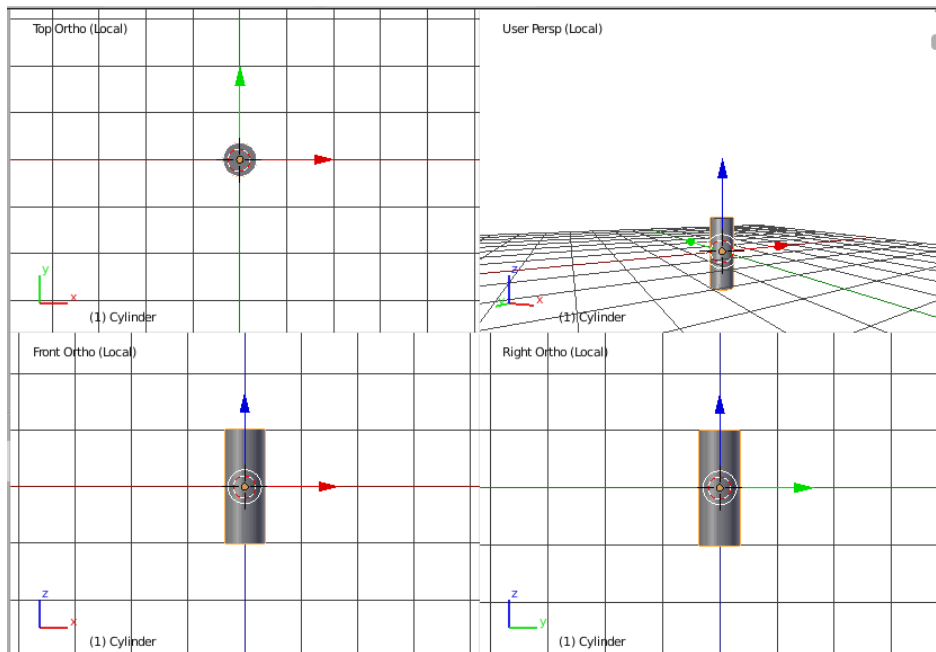 Top Ortho (Local)
y
x
(1) Cylinder
User Persp (Local)
z
y
x
(1) Cylinder
Front Ortho (Local)
z
x
(1) Cylinder
Right Ortho (Local)
z
y
(1) Cylinder